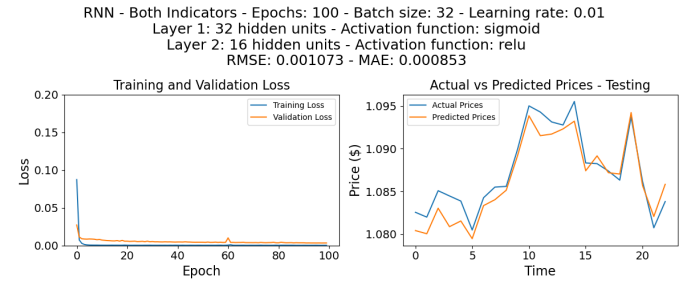 RNN - Both Indicators - Epochs: 100 - Batch size: 32 - Learning rate: 0.01
Layer 1: 32 hidden units - Activation function: sigmoid
Layer 2: 16 hidden units - Activation function: relu
RMSE: 0.001073 - MAE: 0.000853
Training and Validation Loss
Loss
0.20
0.15
0.10
0.05
0.00
Training Loss
Validation Loss
0 20 40 60 80 100
Epoch
Actual vs Predicted Prices - Testing
Price ($)
1.095
1.090
1.085
1.080
Actual Prices
Predicted Prices
0 5 10 15 20
Time